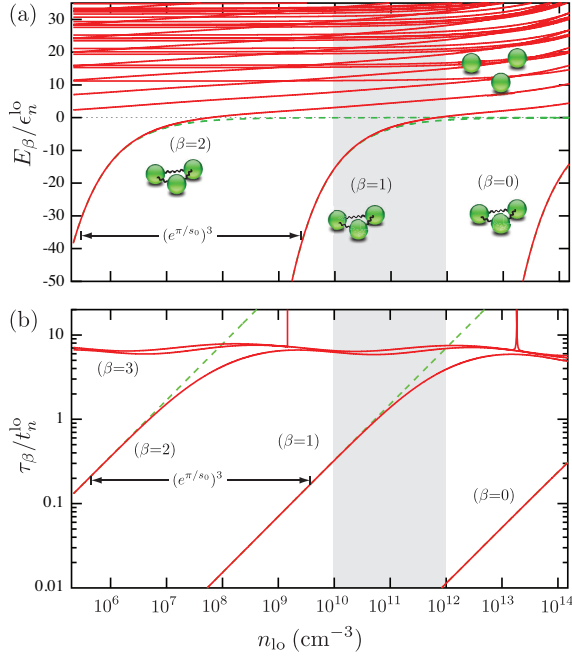 (a)
30
20
10
0
-10
-20
-30
-40
-50
E_β/ϵ_n^lo
(β=2)
(β=1)
(β=0)
(e^{π/s_0})^3
(b)
10
1
0.1
0.01
τ_β/t_n^lo
(β=3)
(β=2)
(β=1)
(β=0)
(e^{π/s_0})^3
10^6 10^7 10^8 10^9 10^10 10^11 10^12 10^13 10^14
n_lo (cm^−3)